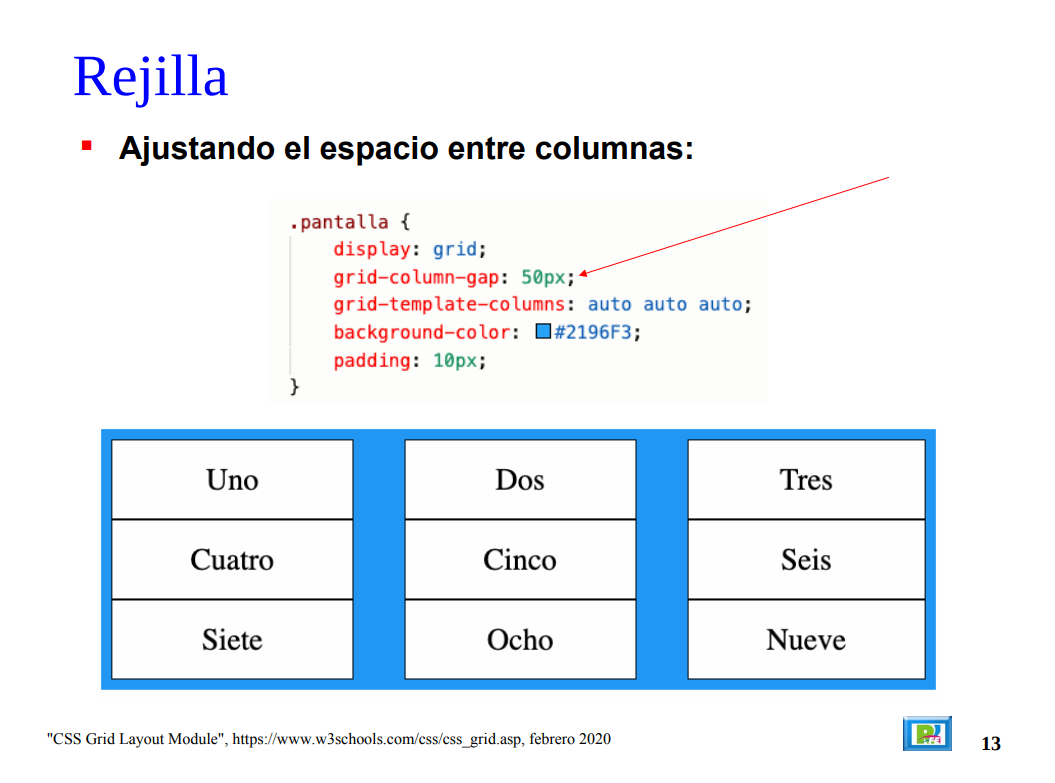 Rejilla
Ajustando el espacio entre columnas:
.pantalla {
display: grid;
grid-column-gap: 50px;
grid-template-columns: auto auto auto;
background-color: #2196F3;
padding: 10px;
}
Uno Dos Tres
Cuatro Cinco Seis
Siete Ocho Nueve
"CSS Grid Layout Module", https://www.w3schools.com/css/css_grid.asp, febrero 2020
13